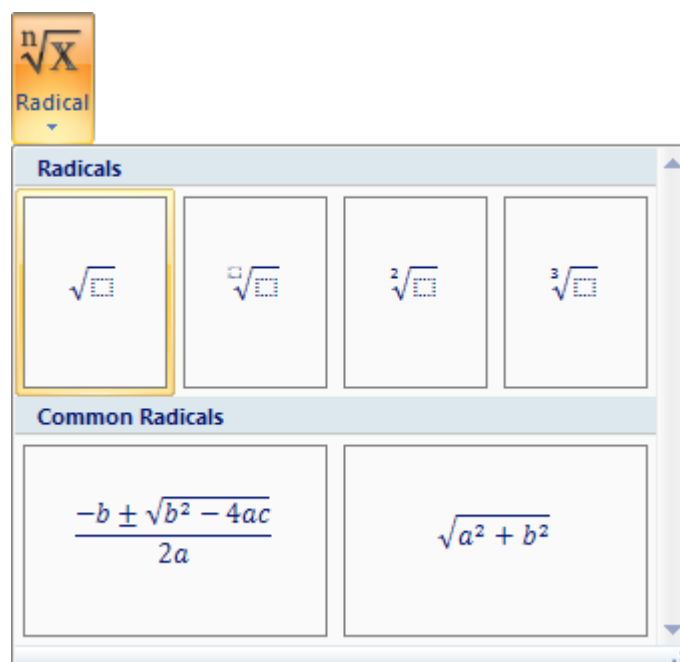 ⁿ√x
Radical
Radicals
√⬚ ⬚√⬚ ²√⬚ ³√⬚
Common Radicals
(−b ± √(b² − 4ac))/(2a) √(a² + b²)